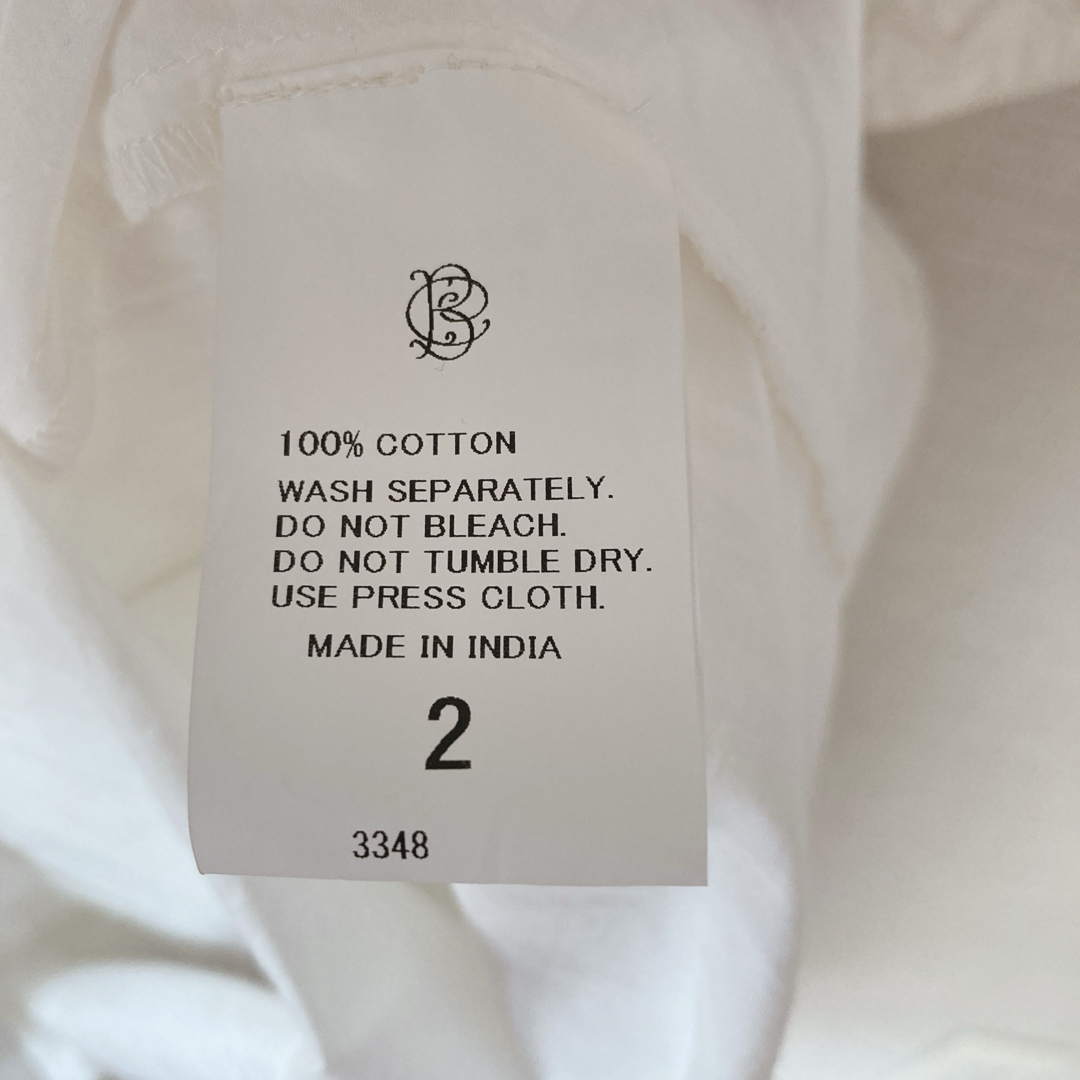 100% COTTON
WASH SEPARATELY.
DO NOT BLEACH.
DO NOT TUMBLE DRY.
USE PRESS CLOTH.
MADE IN INDIA
2
3348